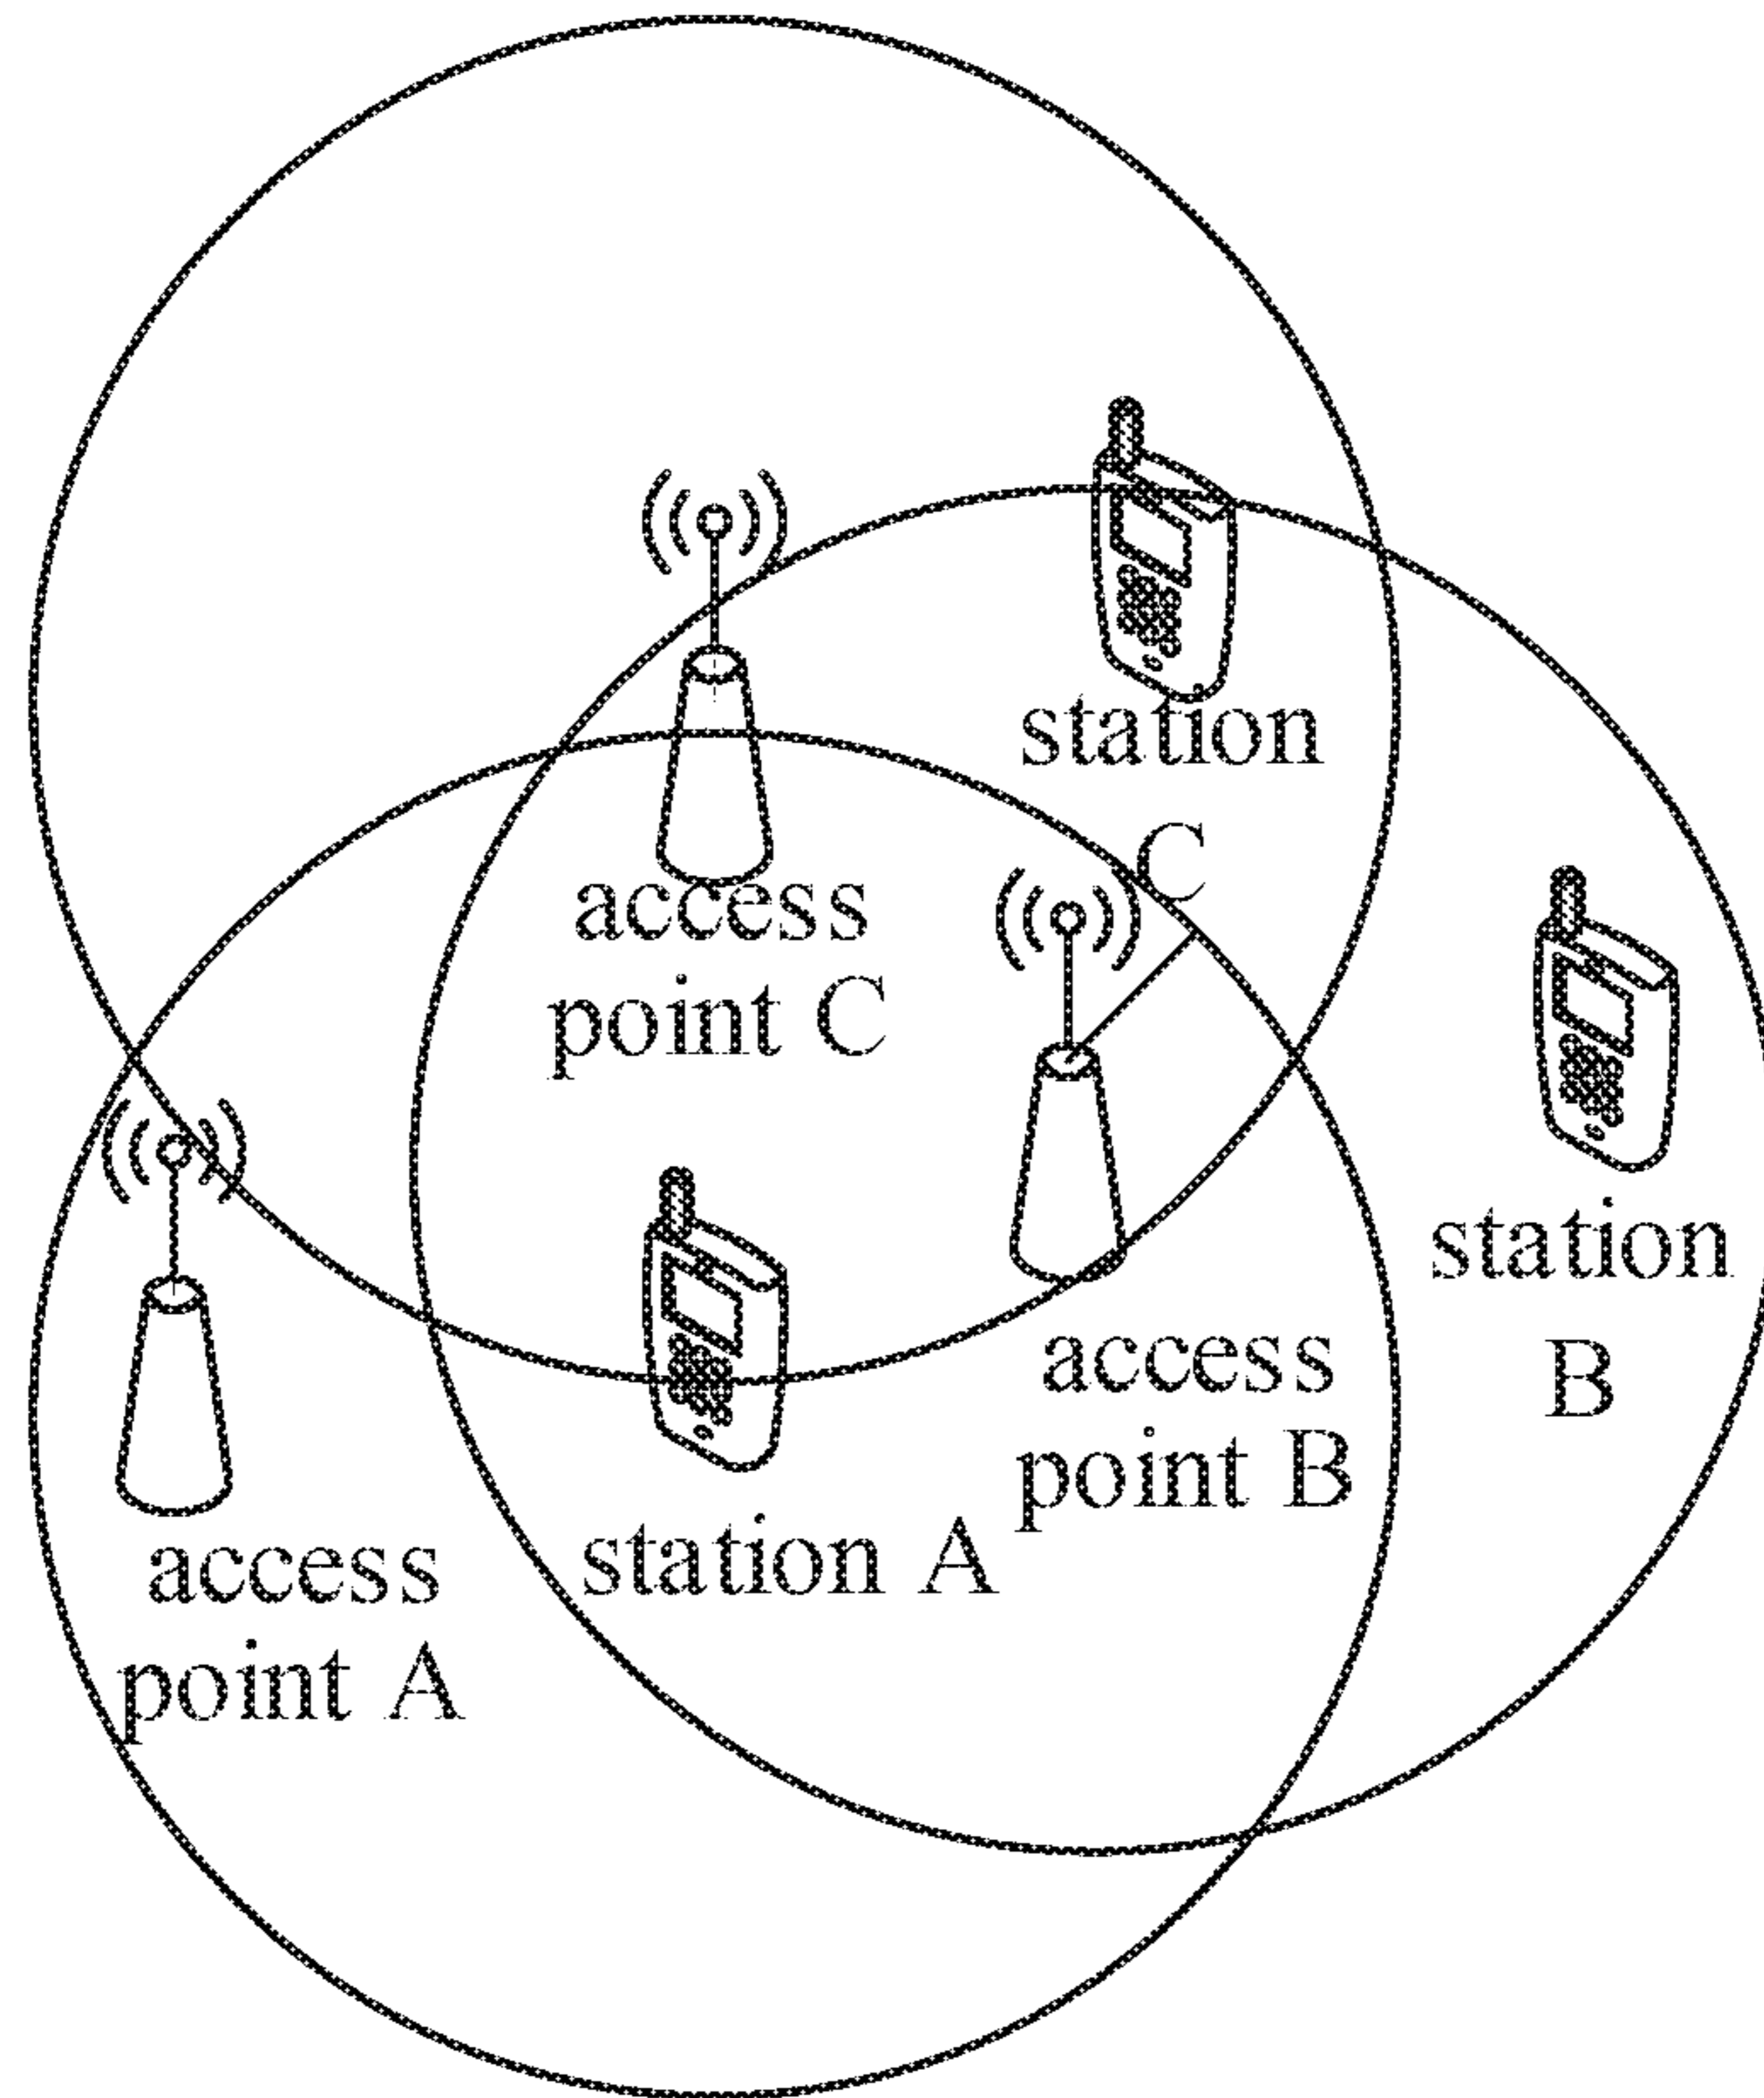 station
C
access
point C
station
B
access
point B
station A
access
point A